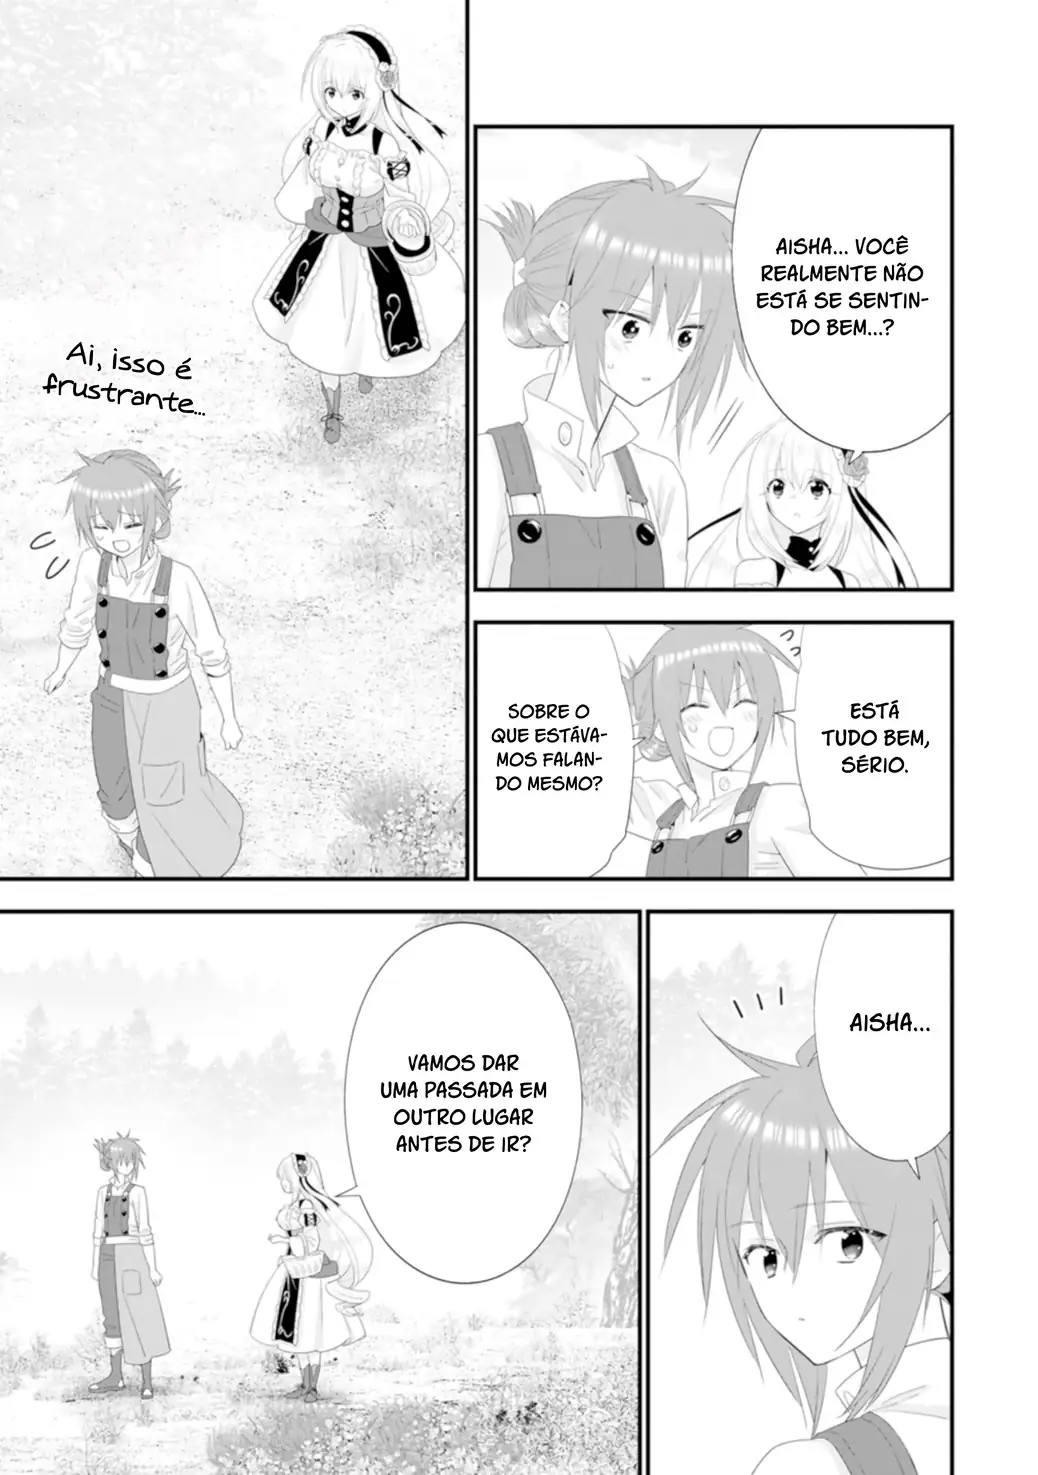 AISHA... VOCÊ
REALMENTE NÃO
ESTÁ SE SENTIN-
DO BEM...?
ESTÁ
TUDO BEM,
SÉRIO.
SOBRE O
QUE ESTÁVA-
MOS FALAN-
DO MESMO?
Ai, isso é
frustrante...
AISHA...
VAMOS DAR
UMA PASSADA EM
OUTRO LUGAR
ANTES DE IR?